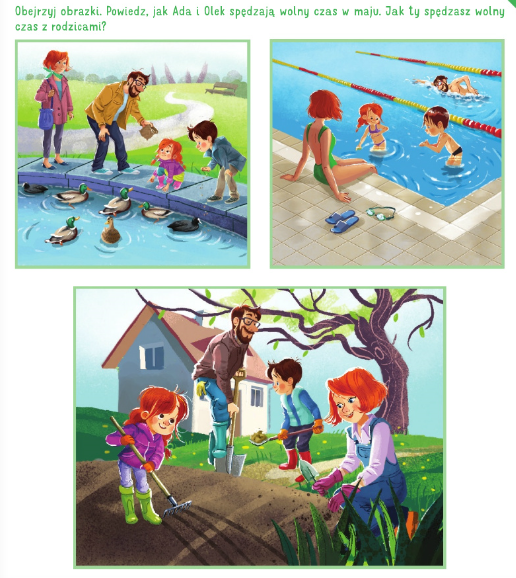 Obejrzyj obrazki. Powiedz, jak Ada i Olek spędzają wolny czas w maju. Jak ty spędzasz wolny
czas z rodzicami?